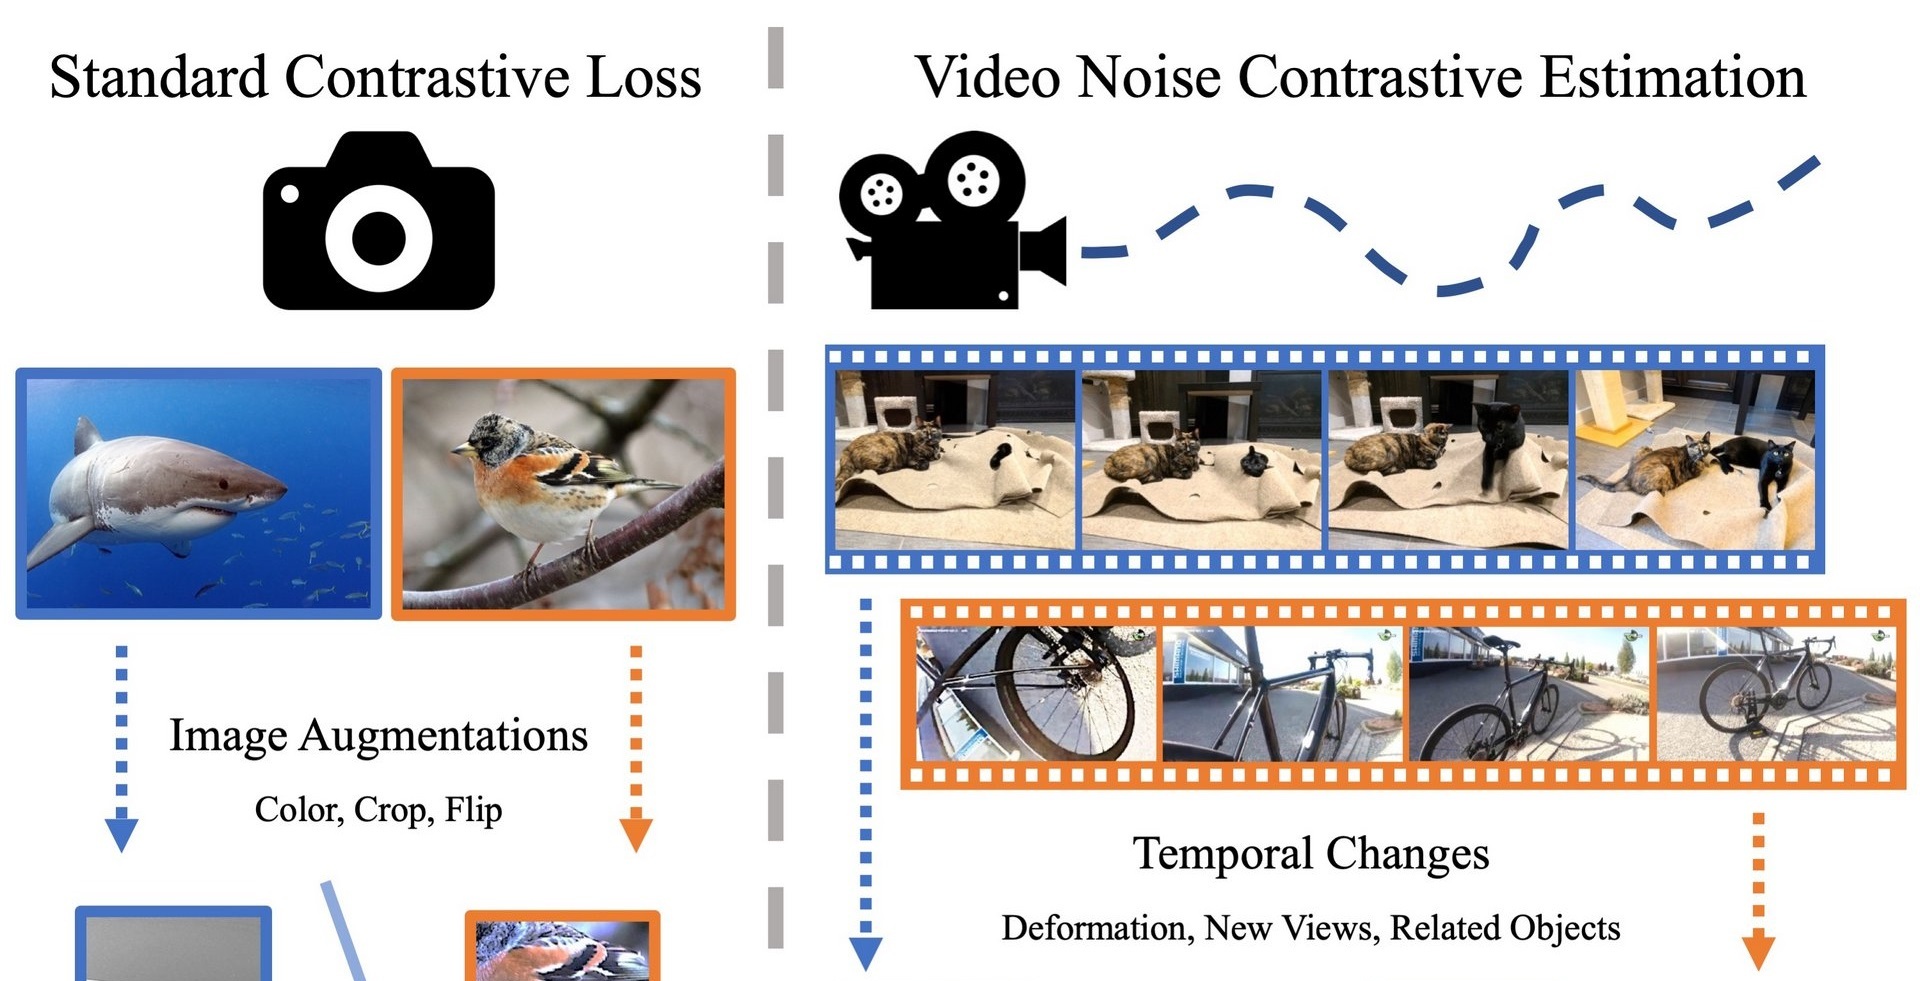 Standard Contrastive Loss
Video Noise Contrastive Estimation
Image Augmentations
Color, Crop, Flip
Temporal Changes
Deformation, New Views, Related Objects